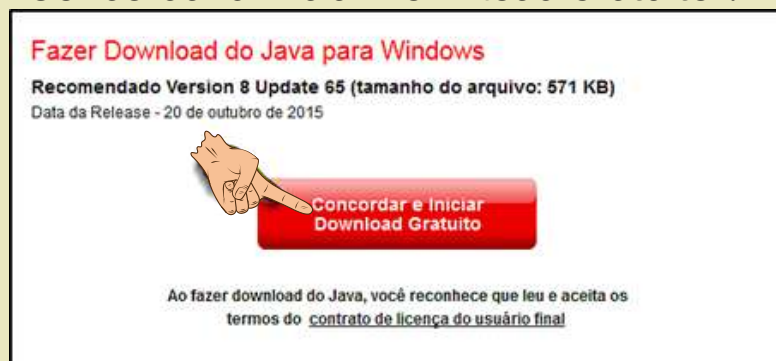 Fazer Download do Java para Windows
Recomendado Version 8 Update 65 (tamanho do arquivo: 571 KB)
Data da Release - 20 de outubro de 2015
Concordar e Iniciar
Download Gratuito
Ao fazer download do Java, você reconhece que leu e aceita os
termos do contrato de licença do usuário final